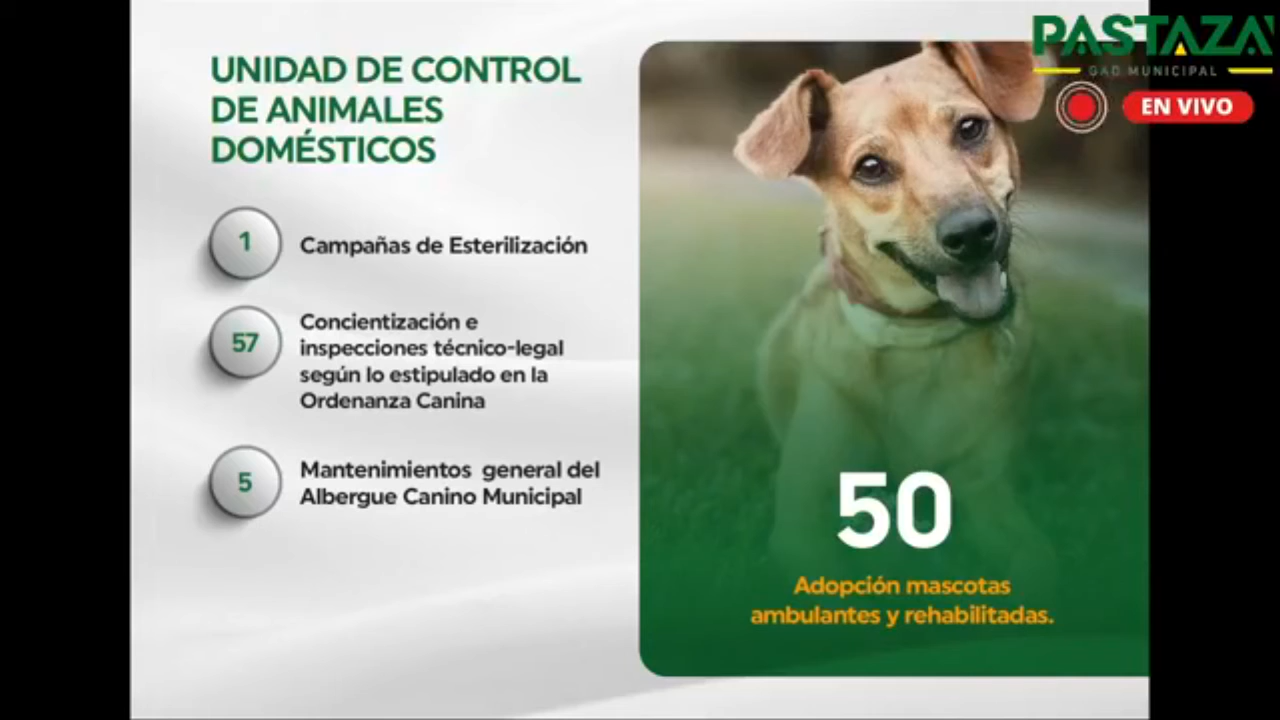 PASTAZA
GAD MUNICIPAL
EN VIVO
UNIDAD DE CONTROL
DE ANIMALES
DOMÉSTICOS
1
Campañas de Esterilización
57
Concientización e
inspecciones técnico-legal
según lo estipulado en la
Ordenanza Canina
5
Mantenimientos general del
Albergue Canino Municipal
50
Adopción mascotas
ambulantes y rehabilitadas.